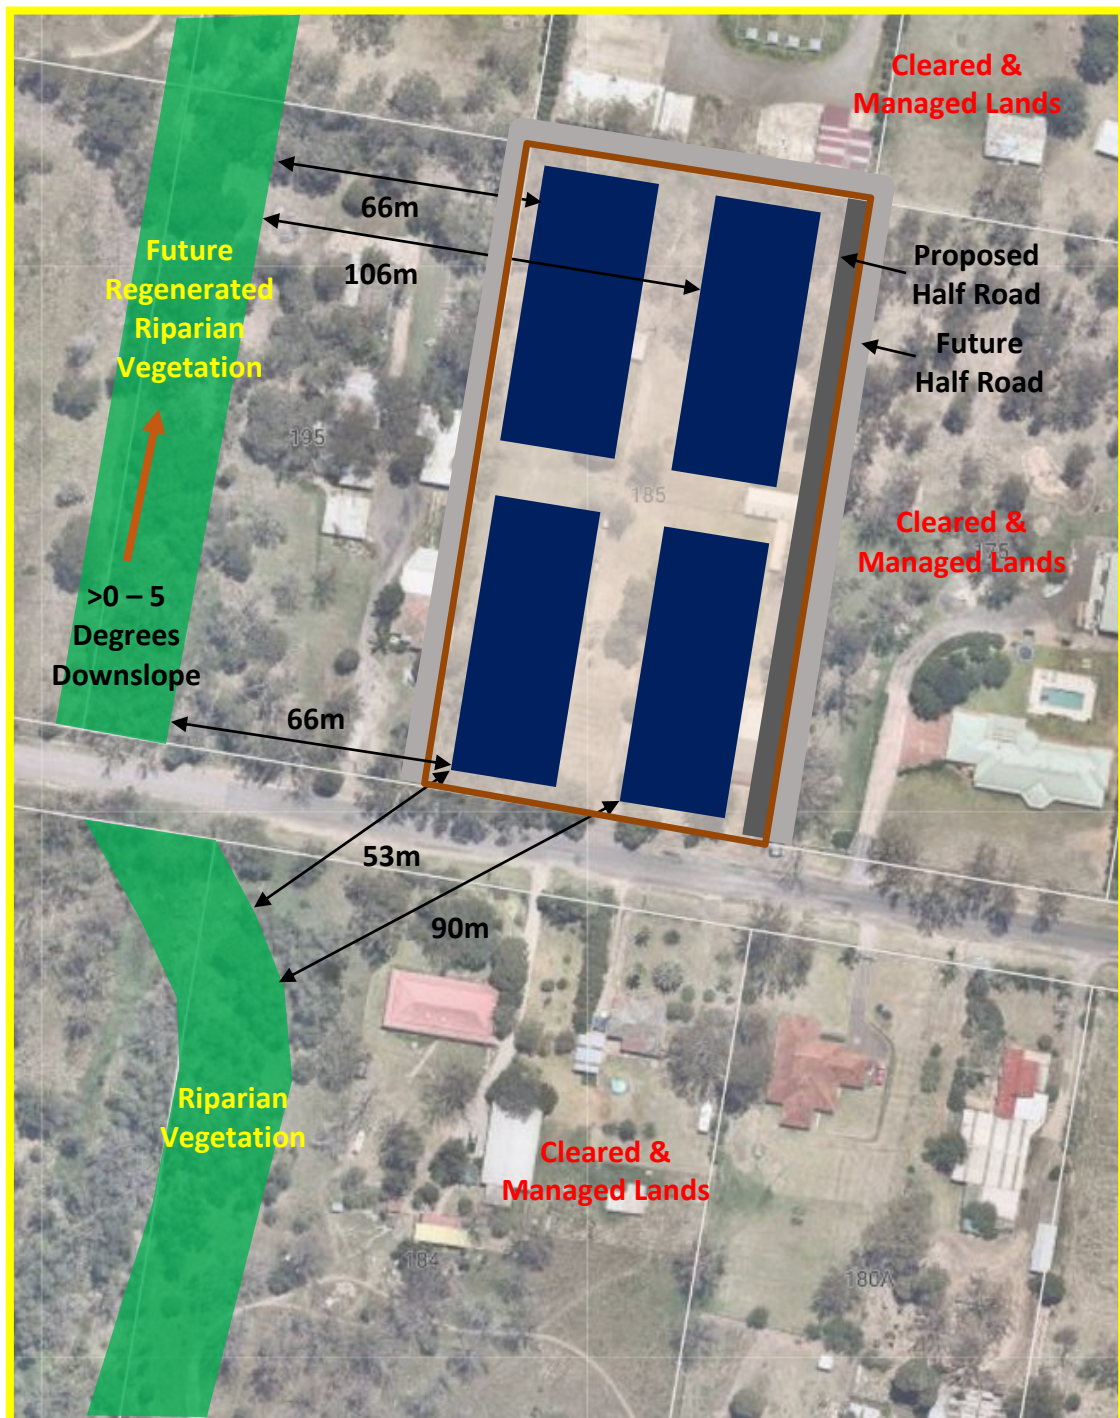 Cleared &
Managed Lands
66m
106m
Future
Regenerated
Riparian
Vegetation
Proposed
Half Road
Future
Half Road
195
185
Cleared &
175
Managed Lands
>0 – 5
Degrees
Downslope
66m
53m
90m
Riparian
Vegetation
Cleared &
Managed Lands
184
180A